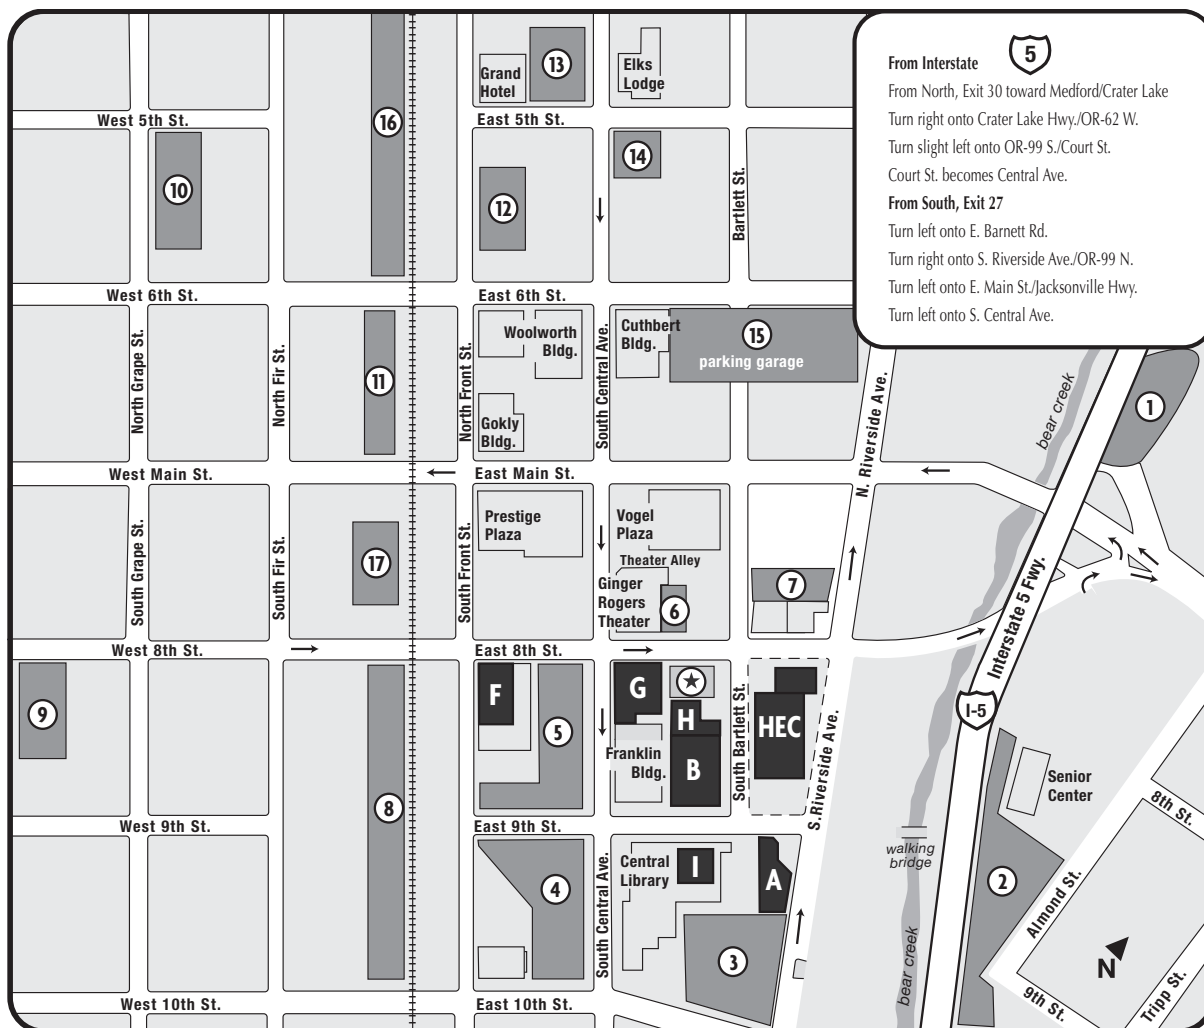 5
From Interstate
From North, Exit 30 toward Medford/Crater Lake
Turn right onto Crater Lake Hwy./OR-62 W.
Turn slight left onto OR-99 S./Court St.
Court St. becomes Central Ave.
From South, Exit 27
Turn left onto E. Barnett Rd.
Turn right onto S. Riverside Ave./OR-99 N.
Turn left onto E. Main St./Jacksonville Hwy.
Turn left onto S. Central Ave.
13
Grand
Hotel
Elks
Lodge
16
West 5th St.
East 5th St.
10
12
14
Bartlett St.
West 6th St.
East 6th St.
North Grape St.
North Fir St.
11
North Front St.
Woolworth
Bldg.
Gokly
Bldg.
South Central Ave.
Cuthbert
Bldg.
15
parking garage
N. Riverside Ave.
bear creek
1
West Main St.
East Main St.
South Grape St.
South Fir St.
17
South Front St.
Prestige
Plaza
Vogel
Plaza
Theater Alley
Ginger
Rogers
Theater
6
7
Interstate 5 Fwy.
I-5
West 8th St.
East 8th St.
9
8
F
5
G
H
B
Franklin
Bldg.
South Bartlett St.
HEC
S. Riverside Ave.
Senior
Center
8th St.
West 9th St.
East 9th St.
4
South Central Ave.
Central
Library
I
A
3
walking
bridge
bear creek
2
Almond St.
N
9th St.
Tripp St.
West 10th St.
East 10th St.